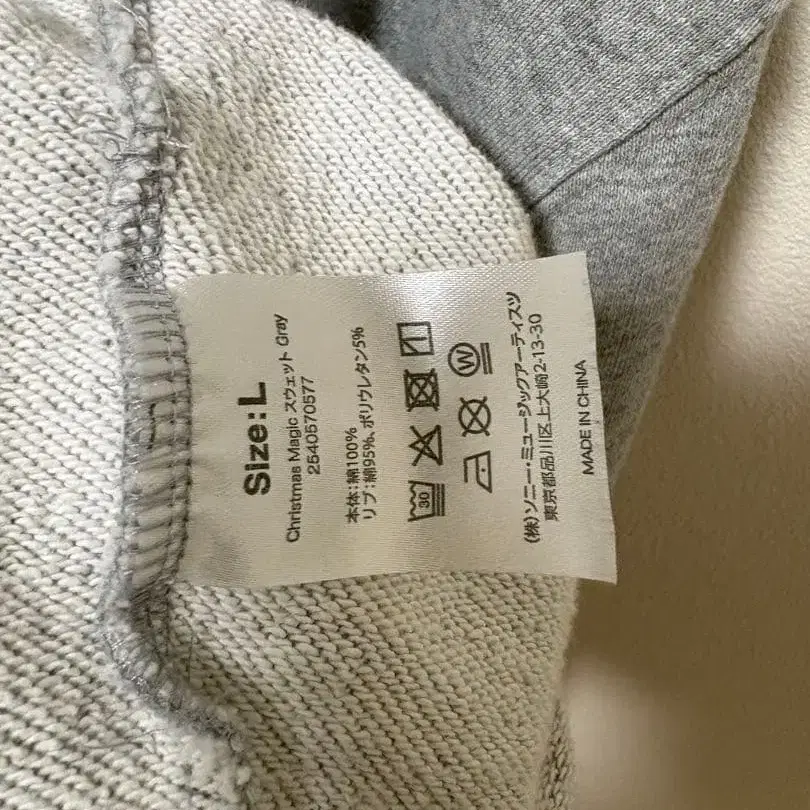 Size: L
Christmas Magic スウェット Gray
2540570577
本体:綿100%
リブ:綿95%、ポリウレタン5%
30
W
(株)ソニー・ミュージックアーティスツ
東京都品川区上大崎2-13-30
MADE IN CHINA